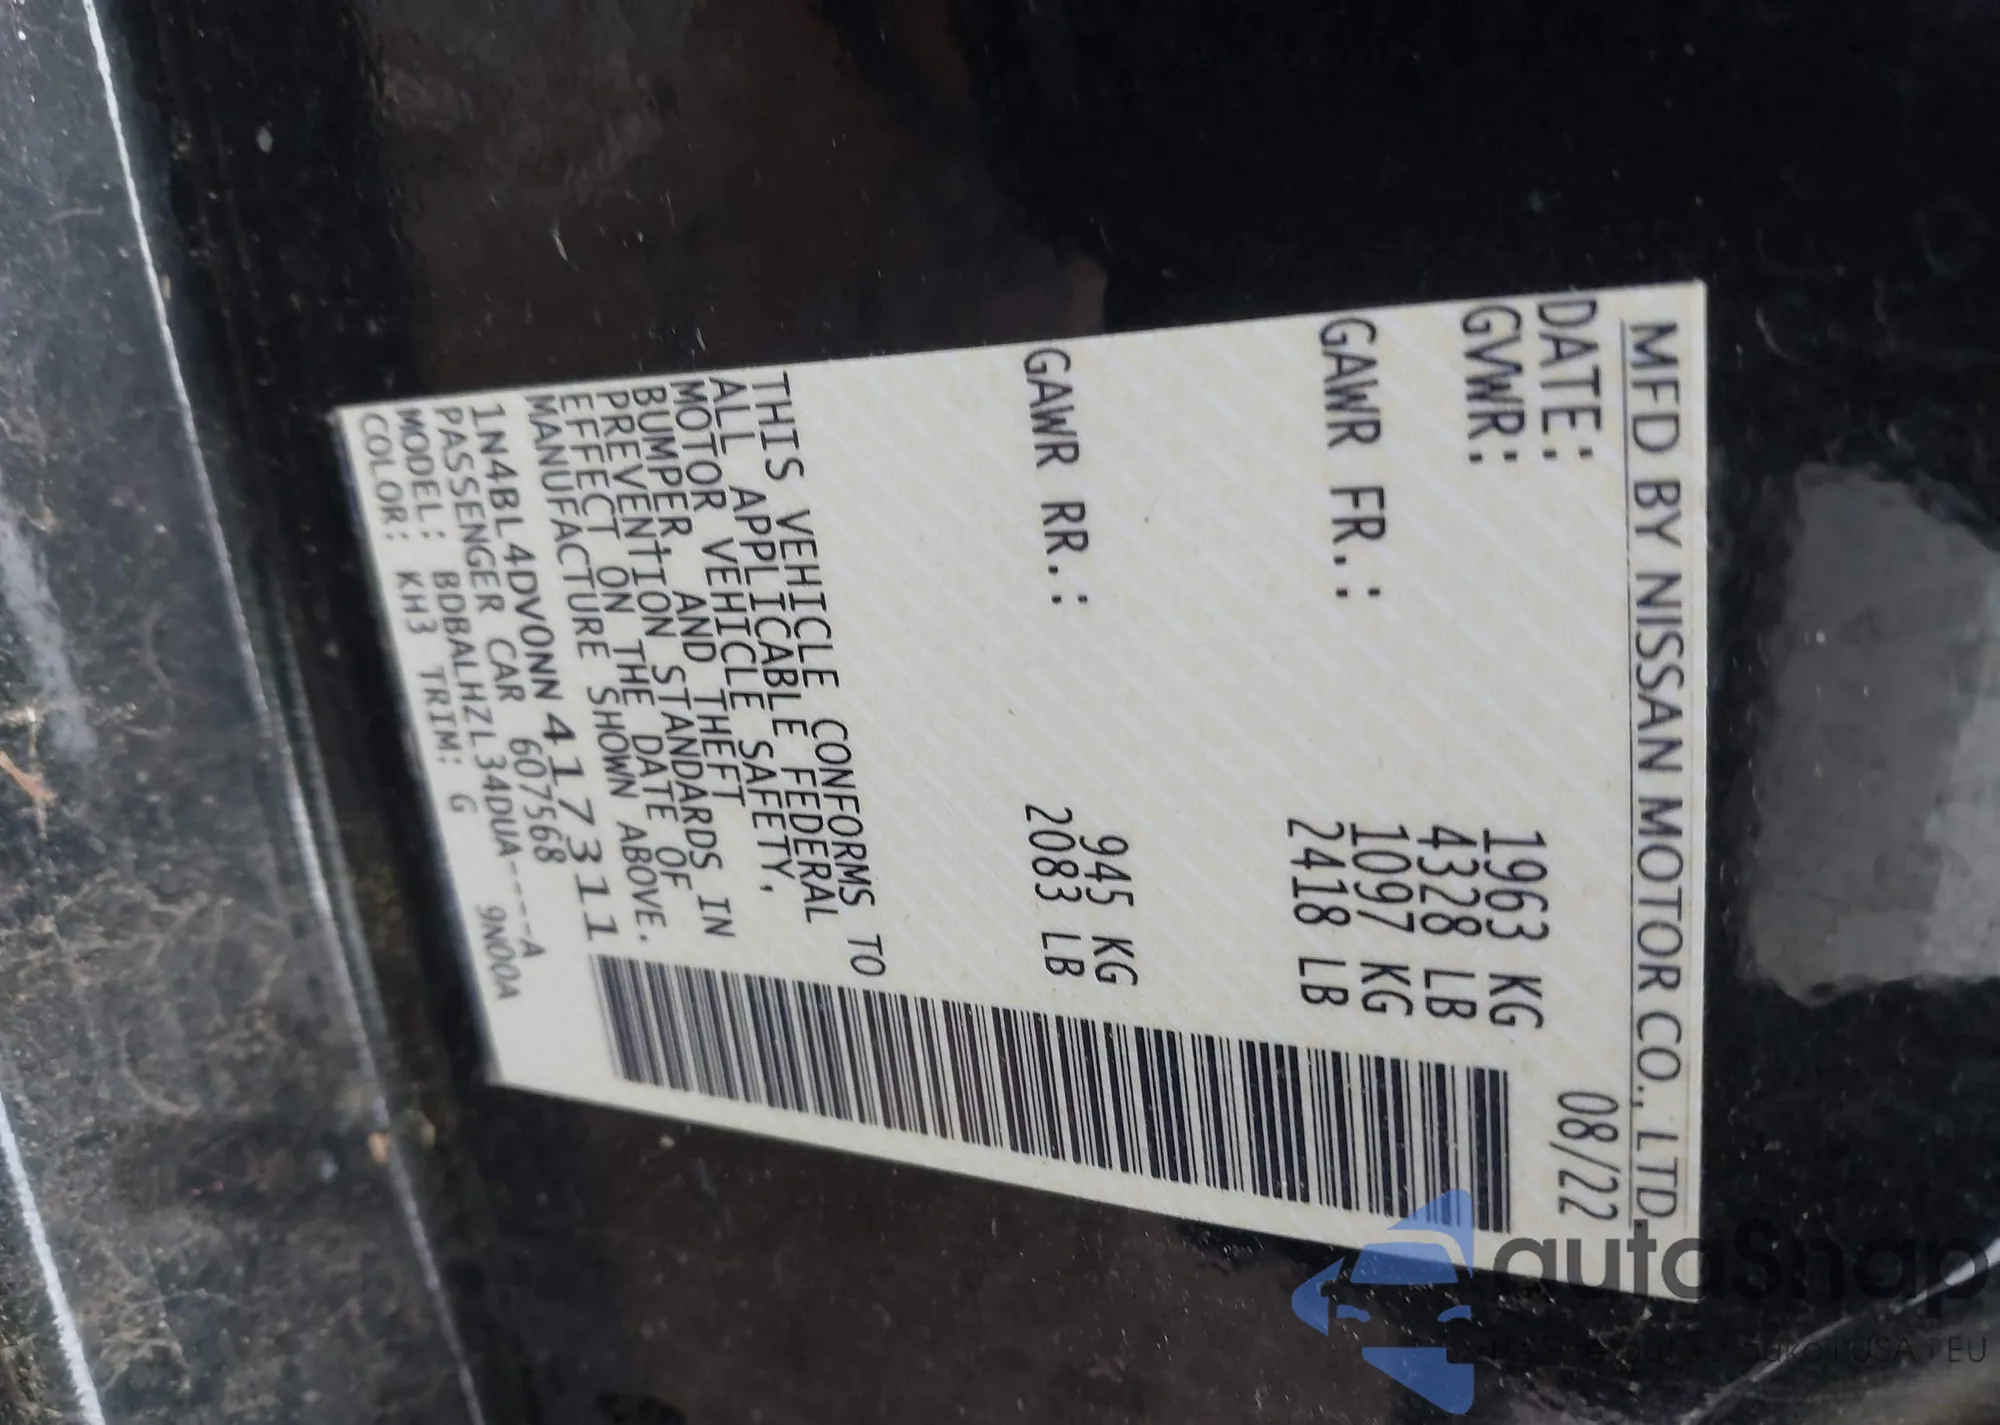 MFD BY NISSAN MOTOR CO., LTD.
DATE: 08/22
GVWR: 1963 KG
4328 LB
GAWR FR.: 1097 KG
2418 LB
GAWR RR.: 945 KG
2083 LB
THIS VEHICLE CONFORMS TO
ALL APPLICABLE FEDERAL
MOTOR VEHICLE SAFETY,
BUMPER, AND THEFT
PREVENTION STANDARDS IN
EFFECT ON THE DATE OF
MANUFACTURE SHOWN ABOVE.
1N4BL4DV0NN417311
PASSENGER CAR 607568
MODEL: BDBALHZL34DUA----A
COLOR: KH3 TRIM: G 9N00A
autoSnap
USA i EU